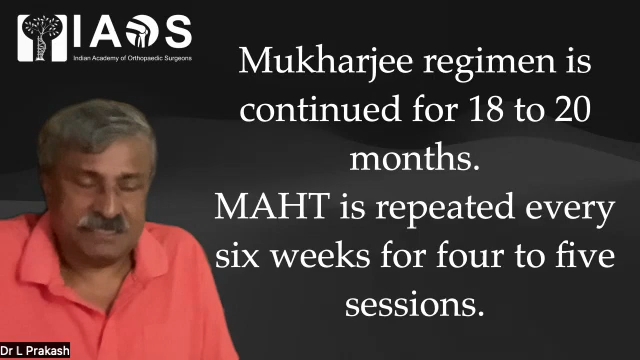 IAOS
Indian Academy of Orthopaedic Surgeons
Mukharjee regimen is
continued for 18 to 20
months.
MAHT is repeated every
six weeks for four to five
sessions.
Dr L Prakash